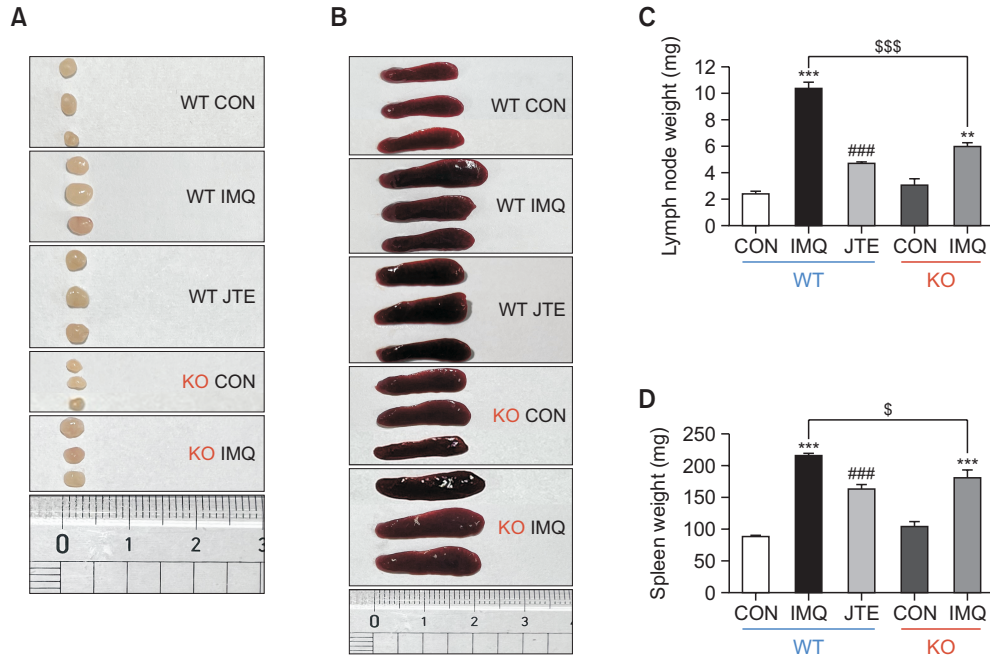 A
WT CON
WT IMQ
WT JTE
KO CON
KO IMQ
0 1 2 3
B
WT CON
WT IMQ
WT JTE
KO CON
KO IMQ
0 1 2 3
C
Lymph node weight (mg)
$$$
12
10
8
6
4
2
0
***
###
**
CON IMQ JTE CON IMQ
WT KO
D
Spleen weight (mg)
$
250
200
150
100
50
0
***
###
***
CON IMQ JTE CON IMQ
WT KO